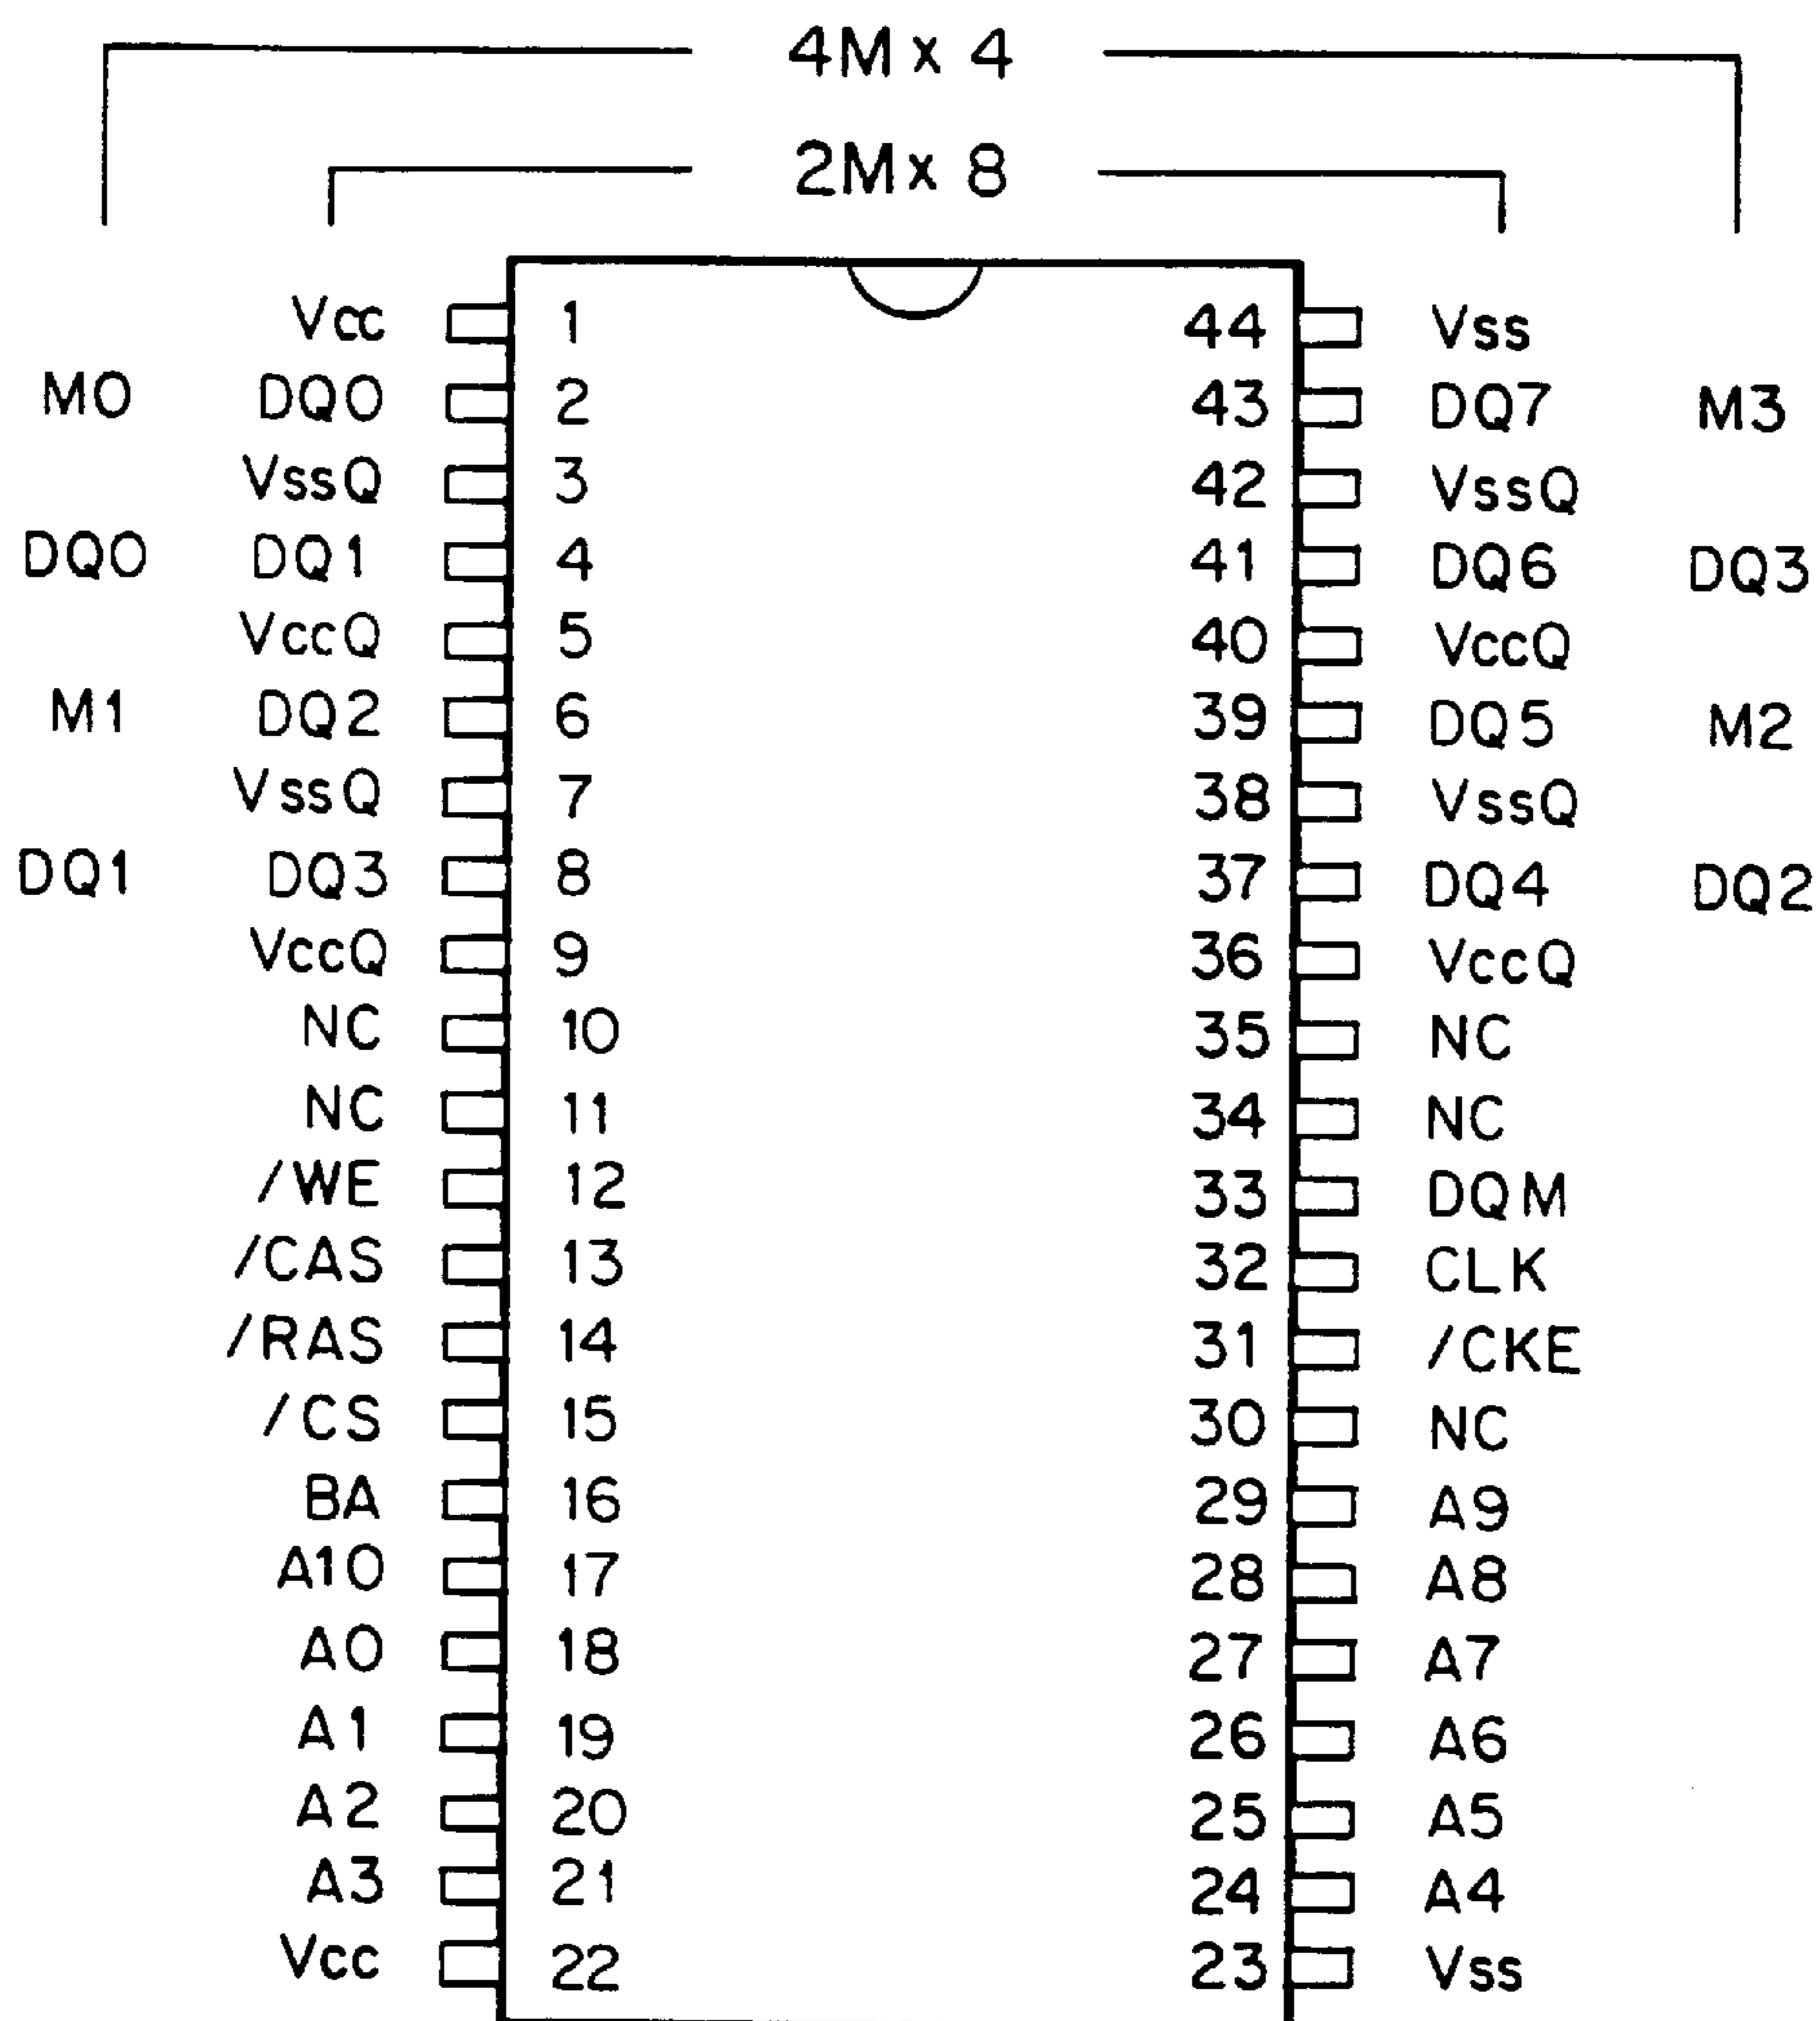 4M x 4
2M x 8
Vcc 1 44 Vss
M0 DQ0 2 43 DQ7 M3
VssQ 3 42 VssQ
DQ0 DQ1 4 41 DQ6 DQ3
VccQ 5 40 VccQ
M1 DQ2 6 39 DQ5 M2
VssQ 7 38 VssQ
DQ1 DQ3 8 37 DQ4 DQ2
VccQ 9 36 VccQ
NC 10 35 NC
NC 11 34 NC
/WE 12 33 DQM
/CAS 13 32 CLK
/RAS 14 31 /CKE
/CS 15 30 NC
BA 16 29 A9
A10 17 28 A8
A0 18 27 A7
A1 19 26 A6
A2 20 25 A5
A3 21 24 A4
Vcc 22 23 Vss